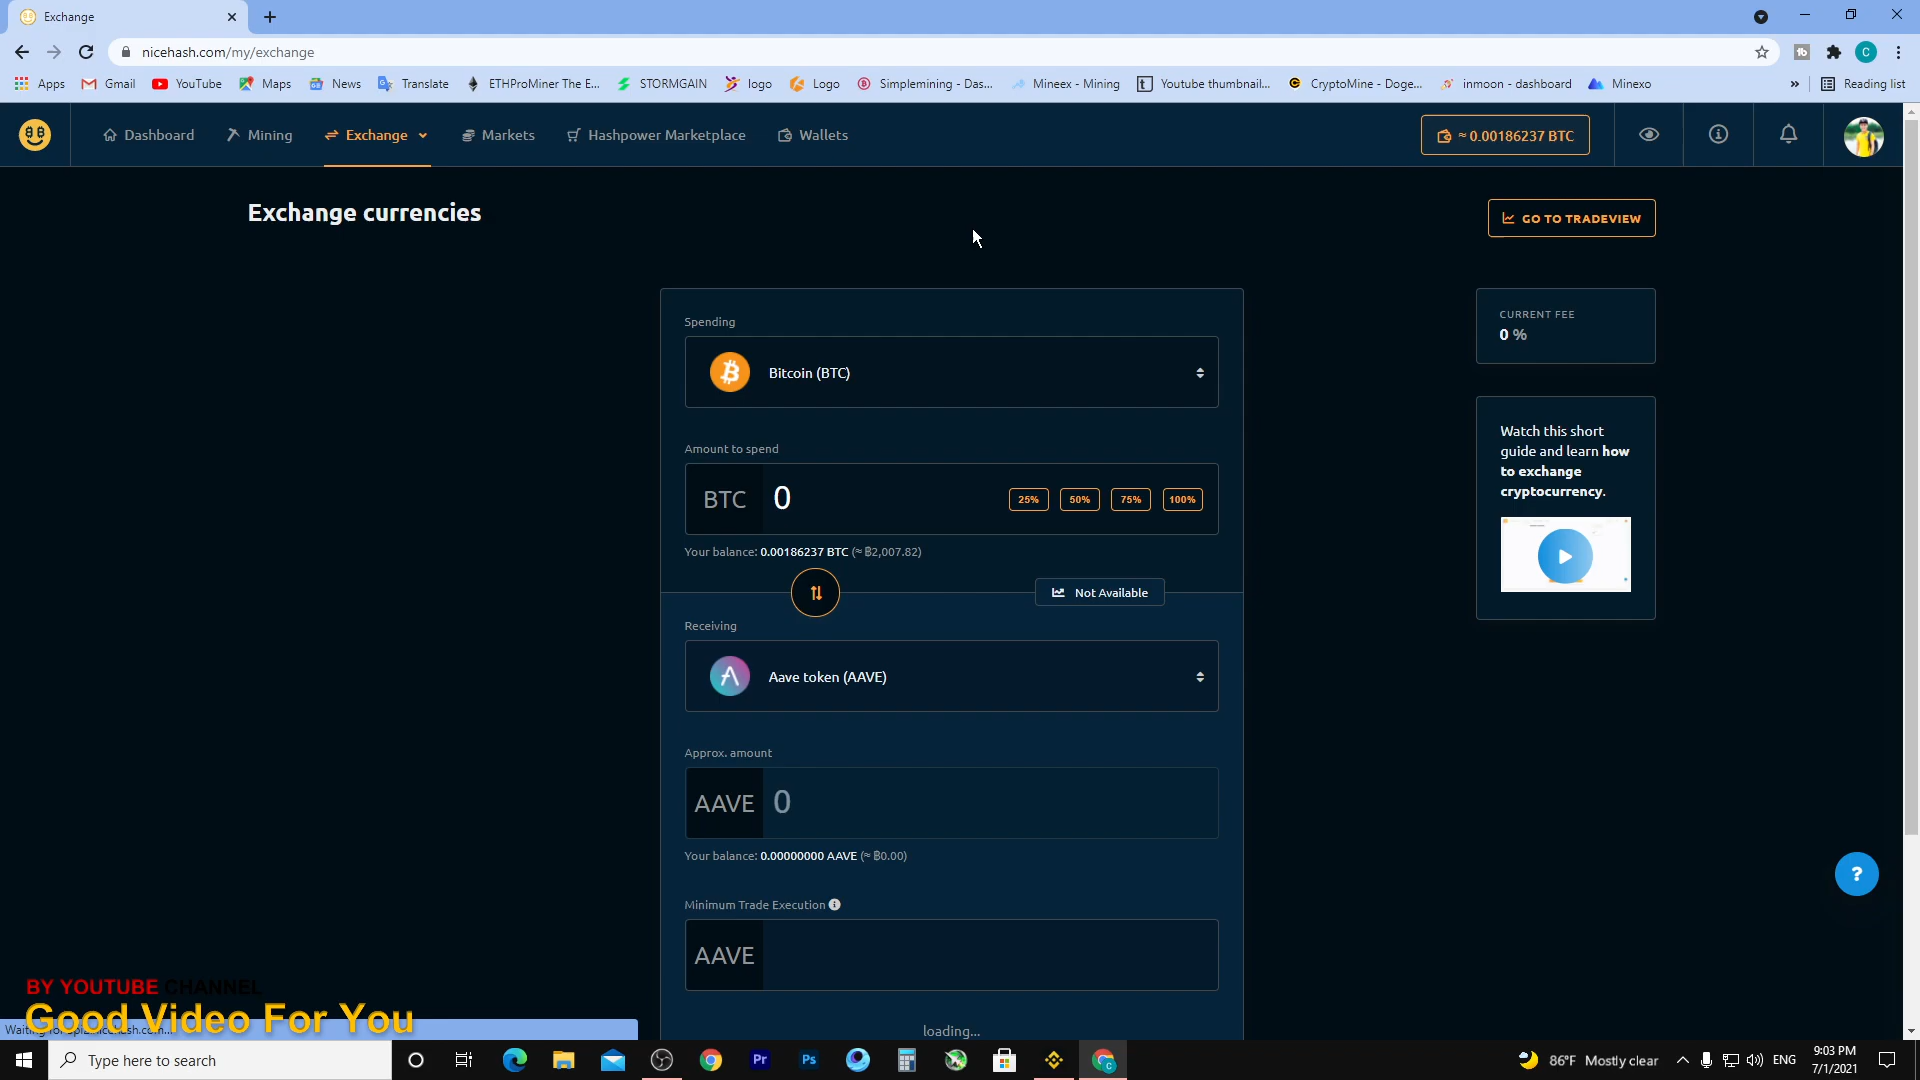 Exchange
nicehash.com/my/exchange
Apps Gmail YouTube Maps News Translate ETHProMiner The E... STORMGAIN logo Logo Simplemining - Das... Mineex - Mining Youtube thumbnail... CryptoMine - Doge... inmoon - dashboard Minexo » Reading list
Dashboard Mining Exchange Markets Hashpower Marketplace Wallets ≈ 0.00186237 BTC
Exchange currencies
GO TO TRADEVIEW
Spending
Bitcoin (BTC)
CURRENT FEE
0 %
Amount to spend
BTC 0 25% 50% 75% 100%
Your balance: 0.00186237 BTC (≈ ฿2,007.82)
Watch this short
guide and learn how
to exchange
cryptocurrency.
Not Available
Receiving
Aave token (AAVE)
Approx. amount
AAVE 0
Your balance: 0.00000000 AAVE (≈ ฿0.00)
Minimum Trade Execution
AAVE
?
loading...
BY YOUTUBE CHANNEL
Good Video For You
Type here to search
Pr Ps
86°F Mostly clear ENG
9:03 PM
7/1/2021